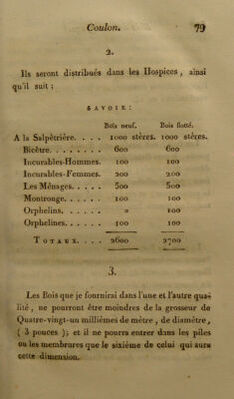 Coulon. 79
2.
Ils seront distribués dans les Hospices, ainsi
qu'il suit :
SAVOIR :
Bois neuf. Bois flotté.
A la Salpêtrière..... 1000 stères. 1000 stères.
Bicêtre........ 600 600
Incurables-Hommes. 100 100
Incurables-Femmes. 200 200
Les Ménages..... 500 500
Montrouge...... 100 100
Orphelins...... » 100
Orphelines...... 100 100
TOTAUX..... 2600 2700
3.
Les Bois que je fournirai dans l'une et l'autre qua-
lité, ne pourront être moindres de la grosseur de
Quatre-vingt-un millièmes de mètre, de diamètre,
( 3 pouces ); et il ne pourra entrer dans les piles
ou les membrures que le sixième de celui qui aura
cette dimension.